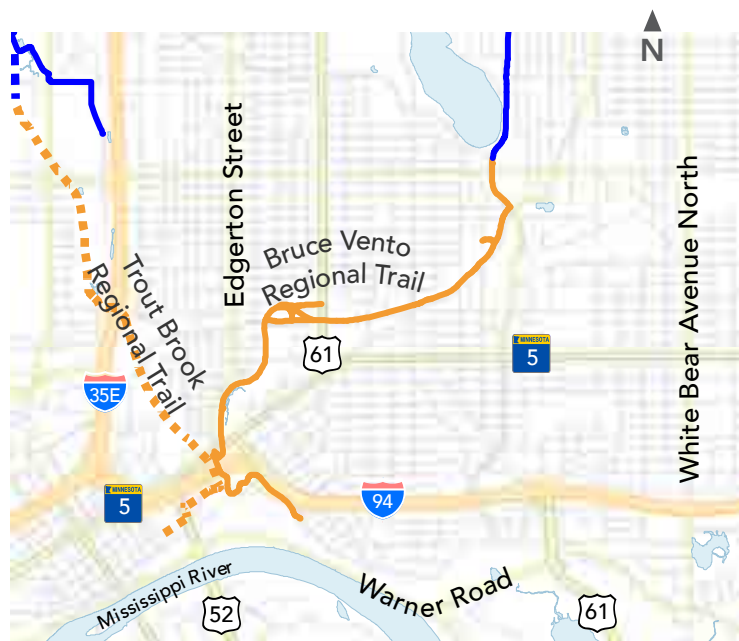 N
Edgerton Street
White Bear Avenue North
Bruce Vento
Regional Trail
Trout Brook
Regional Trail
61
MINNESOTA
5
35E
MINNESOTA
5
94
Mississippi River
Warner Road
52
61